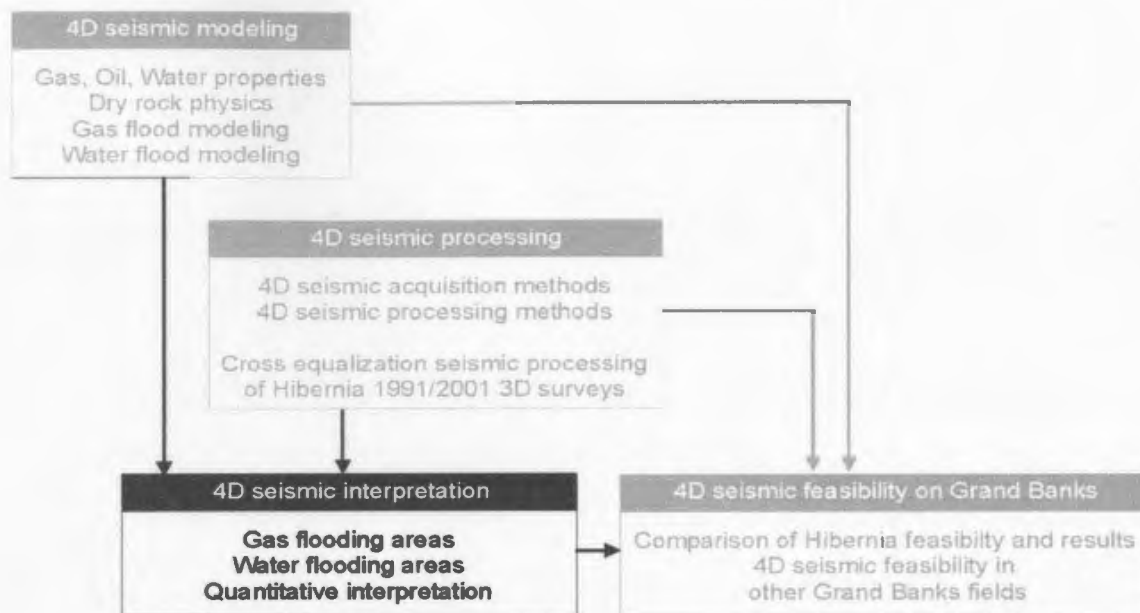 4D seismic modeling
Gas, Oil, Water properties
Dry rock physics
Gas flood modeling
Water flood modeling
4D seismic processing
4D seismic acquisition methods
4D seismic processing methods
Cross equalization seismic processing
of Hibernia 1991/2001 3D surveys
4D seismic interpretation
Gas flooding areas
Water flooding areas
Quantitative interpretation
4D seismic feasibility on Grand Banks
Comparison of Hibernia feasibilty and results
4D seismic feasibility in
other Grand Banks fields